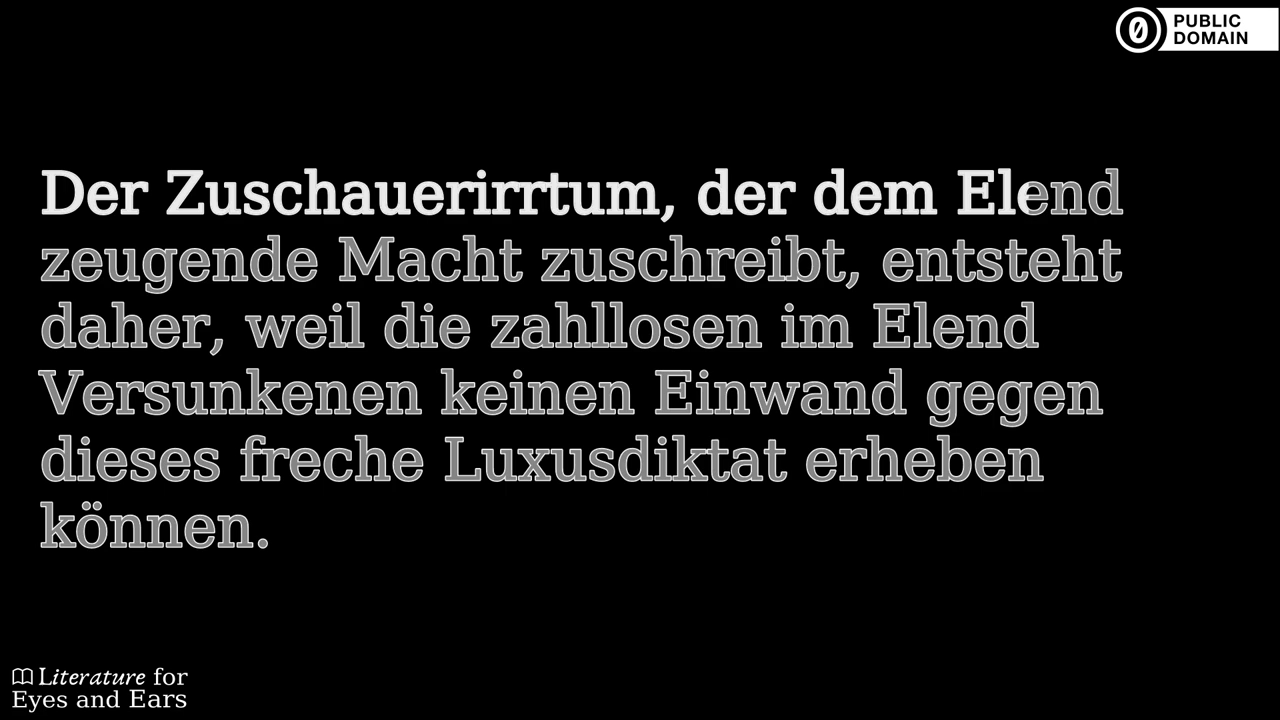 PUBLIC
DOMAIN
Der Zuschauerirrtum, der dem Elend
zeugende Macht zuschreibt, entsteht
daher, weil die zahllosen im Elend
Versunkenen keinen Einwand gegen
dieses freche Luxusdiktat erheben
können.
Literature for
Eyes and Ears